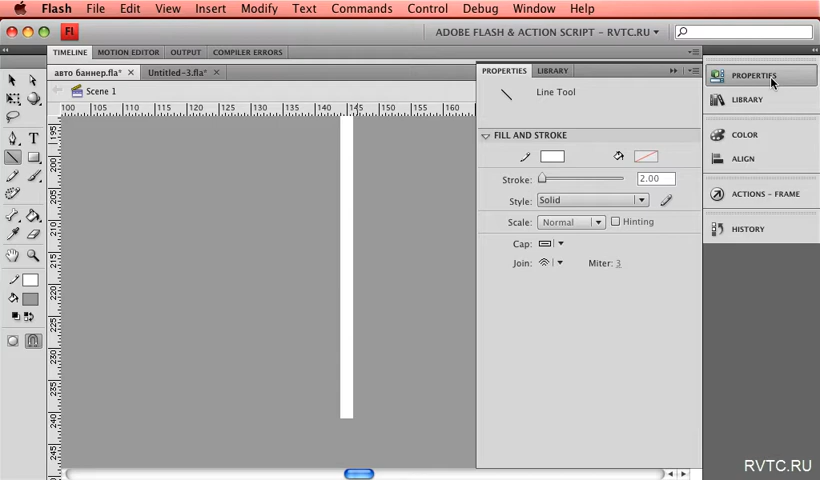 Flash File Edit View Insert Modify Text Commands Control Debug Window Help
Fl ADOBE FLASH & ACTION SCRIPT - RVTC.RU
TIMELINE MOTION EDITOR OUTPUT COMPILER ERRORS
авто баннер.fla* Untitled-3.fla*
Scene 1
100 105 110 115 120 125 130 135 140 145 150 155 160
195
200
205
210
215
220
225
230
235
240
245
PROPERTIES LIBRARY
Line Tool
FILL AND STROKE
Stroke: 2.00
Style: Solid
Scale: Normal Hinting
Cap:
Join: Miter: 3
PROPERTIES
LIBRARY
COLOR
ALIGN
ACTIONS - FRAME
HISTORY
RVTC.RU